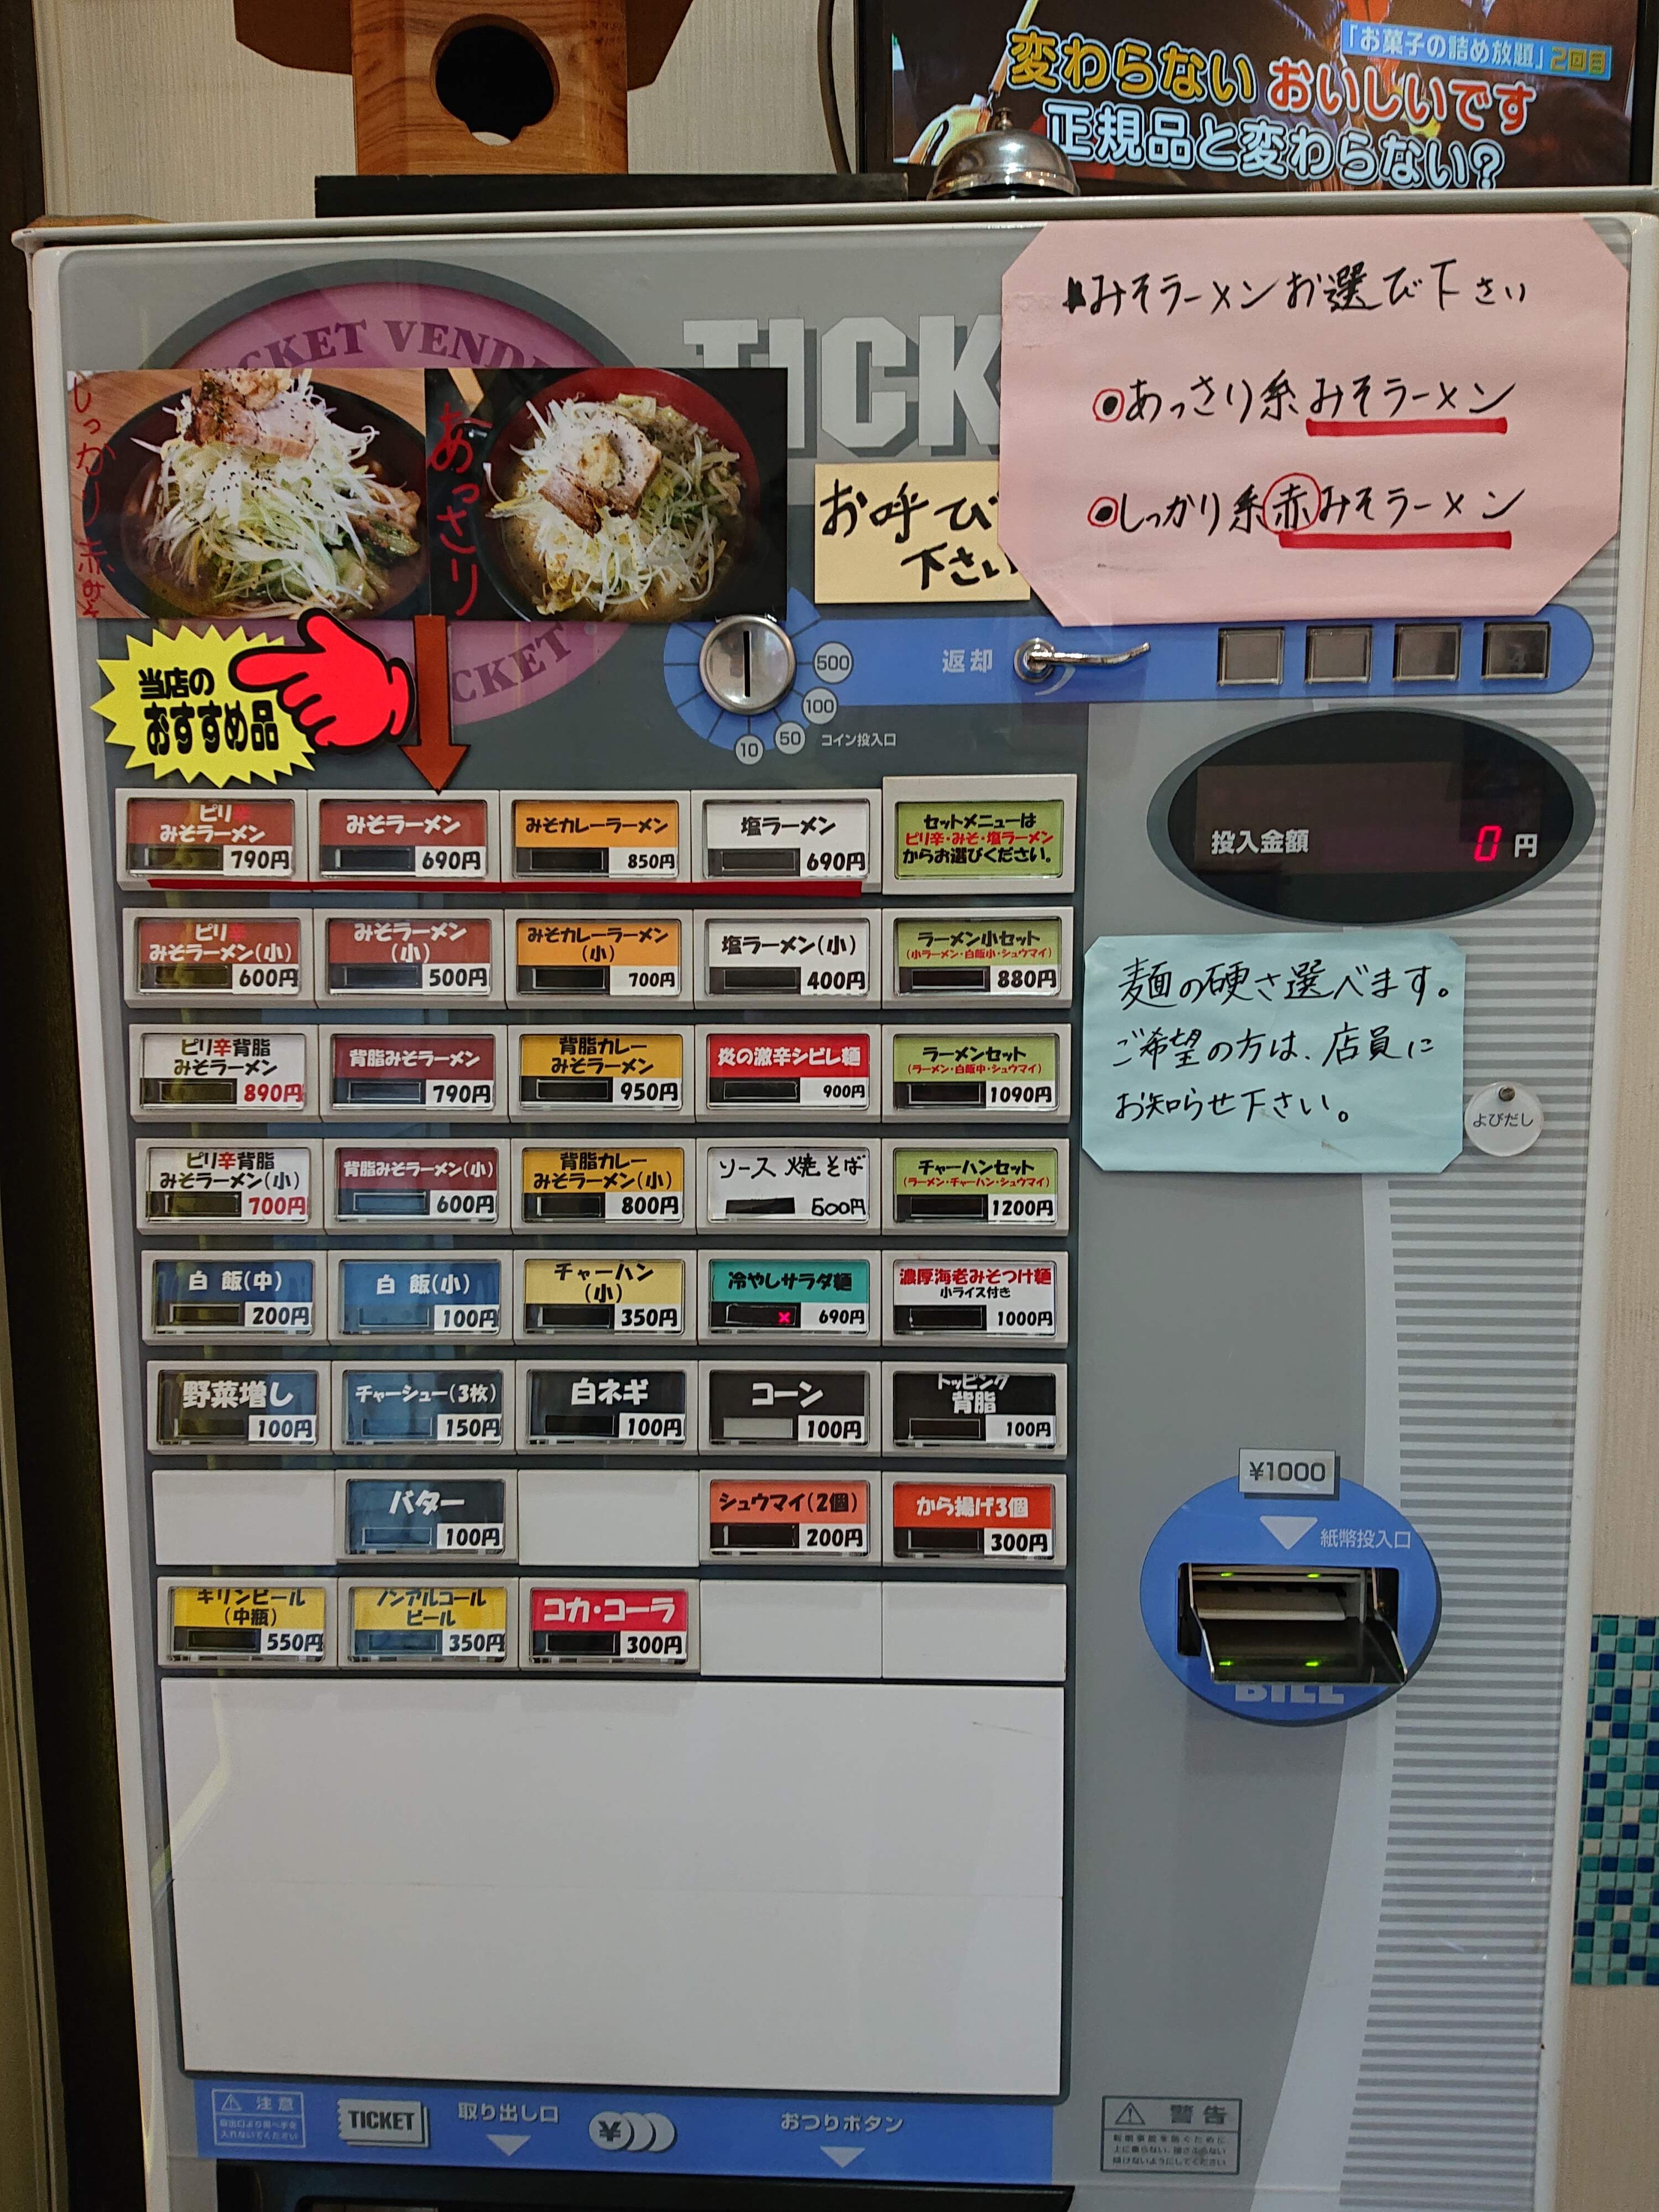 「お菓子の詰め放題」2回目
変わらない おいしいです
正規品と変わらない?
みそラーメンお選び下さい
●あっさり系みそラーメン
●しっかり系赤みそラーメン
TICKET VENDI
TICK
しっかり赤みそ
あっさり
お呼び
下さい
CKET
当店の
おすすめ品
500
100
50
10
コイン投入口
返却
投入金額
0円
ピリ辛
みそラーメン
790円
みそラーメン
690円
みそカレーラーメン
850円
塩ラーメン
690円
セットメニューは
ピリ辛・みそ・塩ラーメン
からお選びください。
ピリ辛
みそラーメン(小)
600円
みそラーメン
(小)
500円
みそカレーラーメン
(小)
700円
塩ラーメン(小)
400円
ラーメン小セット
(小ラーメン・白飯小・シュウマイ)
880円
麺の硬さ選べます。
ご希望の方は、店員に
お知らせ下さい。
よびだし
ピリ辛背脂
みそラーメン
890円
背脂みそラーメン
790円
背脂カレー
みそラーメン
950円
炎の激辛シビレ麺
900円
ラーメンセット
(ラーメン・白飯中・シュウマイ)
1090円
ピリ辛背脂
みそラーメン(小)
700円
背脂みそラーメン(小)
600円
背脂カレー
みそラーメン(小)
800円
ソース焼そば
500円
チャーハンセット
(ラーメン・チャーハン・シュウマイ)
1200円
白飯(中)
200円
白飯(小)
100円
チャーハン
(小)
350円
冷やしサラダ麺
× 690円
濃厚海老みそつけ麺
小ライス付き
1000円
野菜増し
100円
チャーシュー(3枚)
150円
白ネギ
100円
コーン
100円
トッピング
背脂
100円
バター
100円
シュウマイ(2個)
200円
から揚げ3個
300円
キリンビール
(中瓶)
550円
ノンアルコール
ビール
350円
コカ・コーラ
300円
¥1000
紙幣投入口
BILL
注意
TICKET
取り出し口
¥
おつりボタン
警告